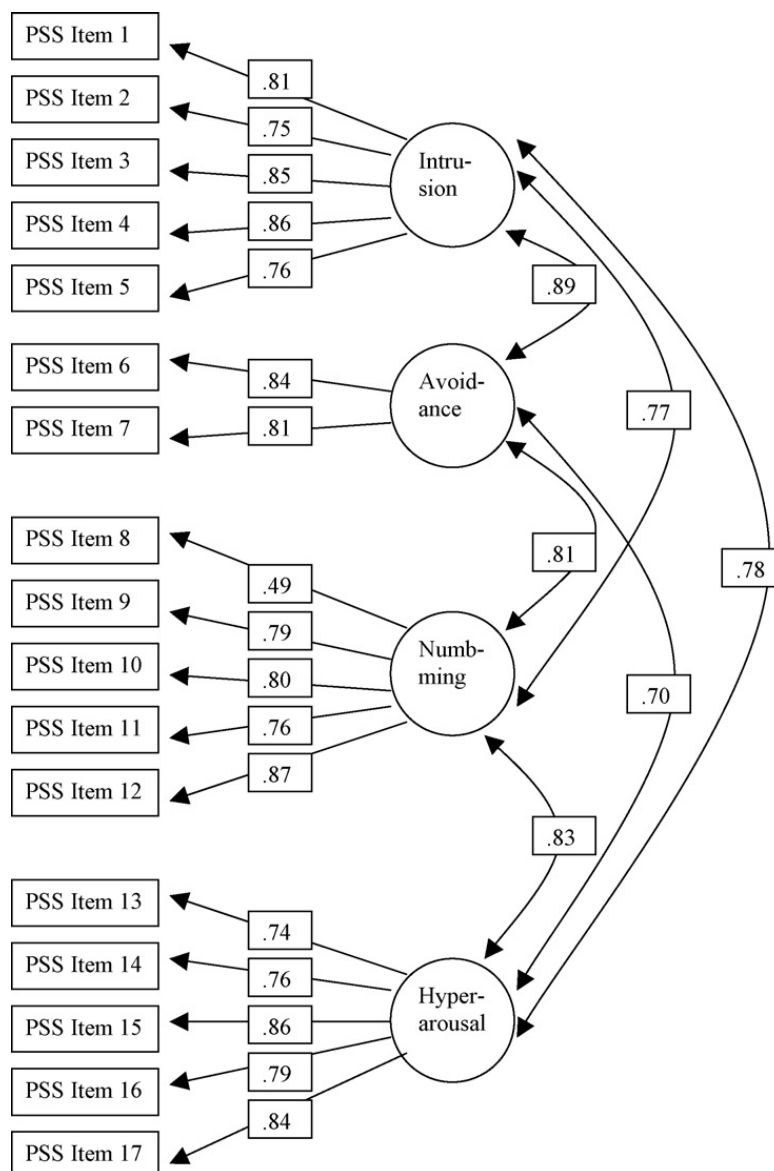 PSS Item 1
.81
PSS Item 2
.75
PSS Item 3
.85
Intru-
sion
PSS Item 4
.86
PSS Item 5
.76
.89
PSS Item 6
.84
Avoid-
ance
PSS Item 7
.81
.77
PSS Item 8
.49
.81
.78
PSS Item 9
.79
PSS Item 10
.80
Numb-
ming
.70
PSS Item 11
.76
PSS Item 12
.87
.83
PSS Item 13
.74
PSS Item 14
.76
PSS Item 15
.86
Hyper-
arousal
PSS Item 16
.79
PSS Item 17
.84